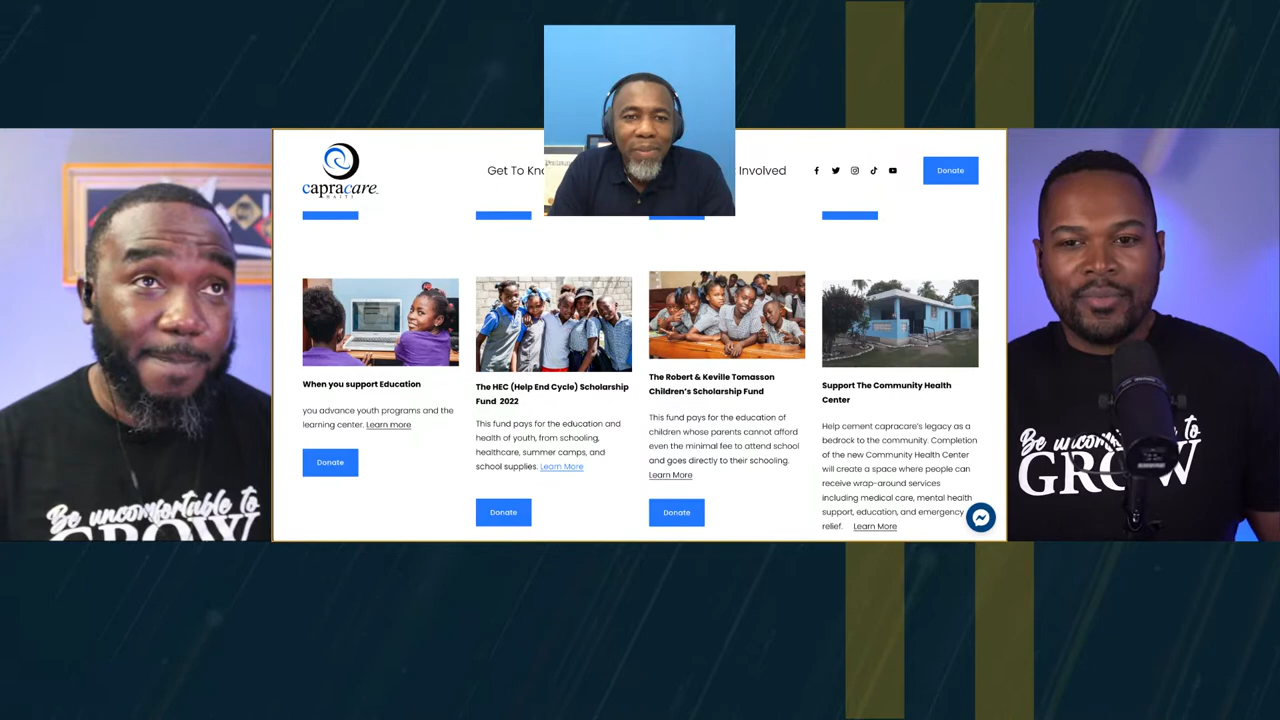 capracare
HAITI
Get To Kno
Involved
Donate
When you support Education
you advance youth programs and the
learning center. Learn more
Donate
The HEC (Help End Cycle) Scholarship
Fund 2022
This fund pays for the education and
health of youth, from schooling,
healthcare, summer camps, and
school supplies. Learn More
Donate
The Robert & Keville Tomasson
Children's Scholarship Fund
This fund pays for the education of
children whose parents cannot afford
even the minimal fee to attend school
and goes directly to their schooling.
Learn More
Donate
Support The Community Health
Center
Help cement capracare's legacy as a
bedrock to the community. Completion
of the new Community Health Center
will create a space where people can
receive wrap-around services
including medical care, mental health
support, education, and emergency
relief. Learn More
Be uncomfortable to
GROW
Be uncomfortable to
GROW